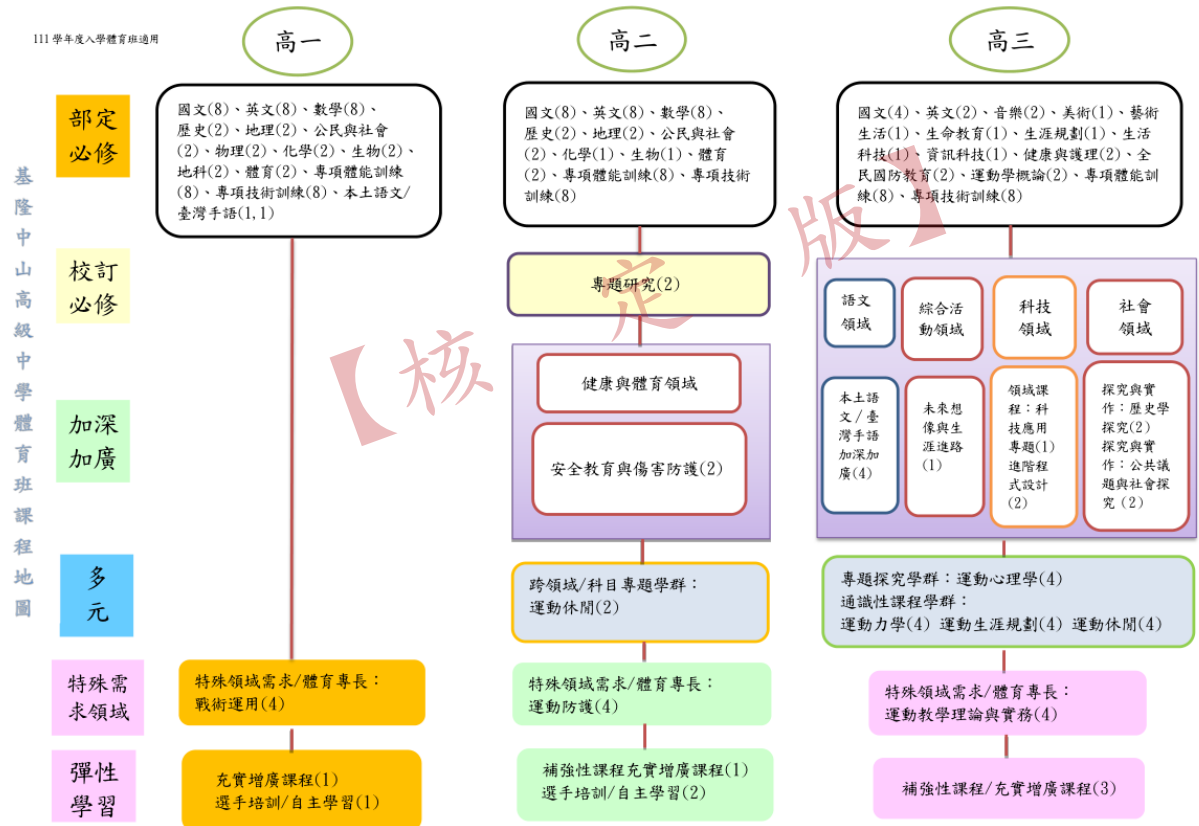 111 學年度入學體育班適用
高一
高二
高三
基隆中山高級中學體育班課程地圖
部定
必修
國文(8)、英文(8)、數學(8)、
歷史(2)、地理(2)、公民與社會
(2)、物理(2)、化學(2)、生物(2)、
地科(2)、體育(2)、專項體能訓練
(8)、專項技術訓練(8)、本土語文/
臺灣手語(1,1)
國文(8)、英文(8)、數學(8)、
歷史(2)、地理(2)、公民與社會
(2)、化學(1)、生物(1)、體育
(2)、專項體能訓練(8)、專項技術
訓練(8)
國文(4)、英文(2)、音樂(2)、美術(1)、藝術
生活(1)、生命教育(1)、生涯規劃(1)、生活
科技(1)、資訊科技(1)、健康與護理(2)、全
民國防教育(2)、運動學概論(2)、專項體能訓
練(8)、專項技術訓練(8)
【核定版】
校訂
必修
專題研究(2)
語文
領域
綜合活
動領域
科技
領域
社會
領域
加深
加廣
健康與體育領域
安全教育與傷害防護(2)
本土語
文/臺
灣手語
加深加
廣(4)
未來想
像與生
涯進路
(1)
領域課
程：科
技應用
專題(1)
進階程
式設計
(2)
探究與實
作：歷史學
探究(2)
探究與實
作：公共議
題與社會探
究 (2)
多
元
跨領域/科目專題學群：
運動休閒(2)
專題探究學群：運動心理學(4)
通識性課程學群：
運動力學(4) 運動生涯規劃(4) 運動休閒(4)
特殊需
求領域
特殊領域需求/體育專長：
戰術運用(4)
特殊領域需求/體育專長：
運動防護(4)
特殊領域需求/體育專長：
運動教學理論與實務(4)
彈性
學習
充實增廣課程(1)
選手培訓/自主學習(1)
補強性課程充實增廣課程(1)
選手培訓/自主學習(2)
補強性課程/充實增廣課程(3)